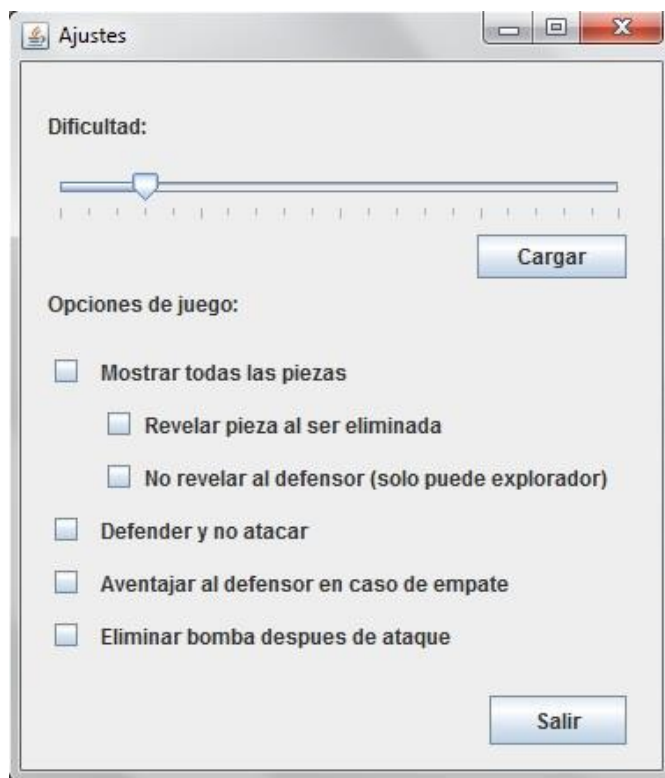 Ajustes
Dificultad:
Cargar
Opciones de juego:
Mostrar todas las piezas
Revelar pieza al ser eliminada
No revelar al defensor (solo puede explorador)
Defender y no atacar
Aventajar al defensor en caso de empate
Eliminar bomba despues de ataque
Salir